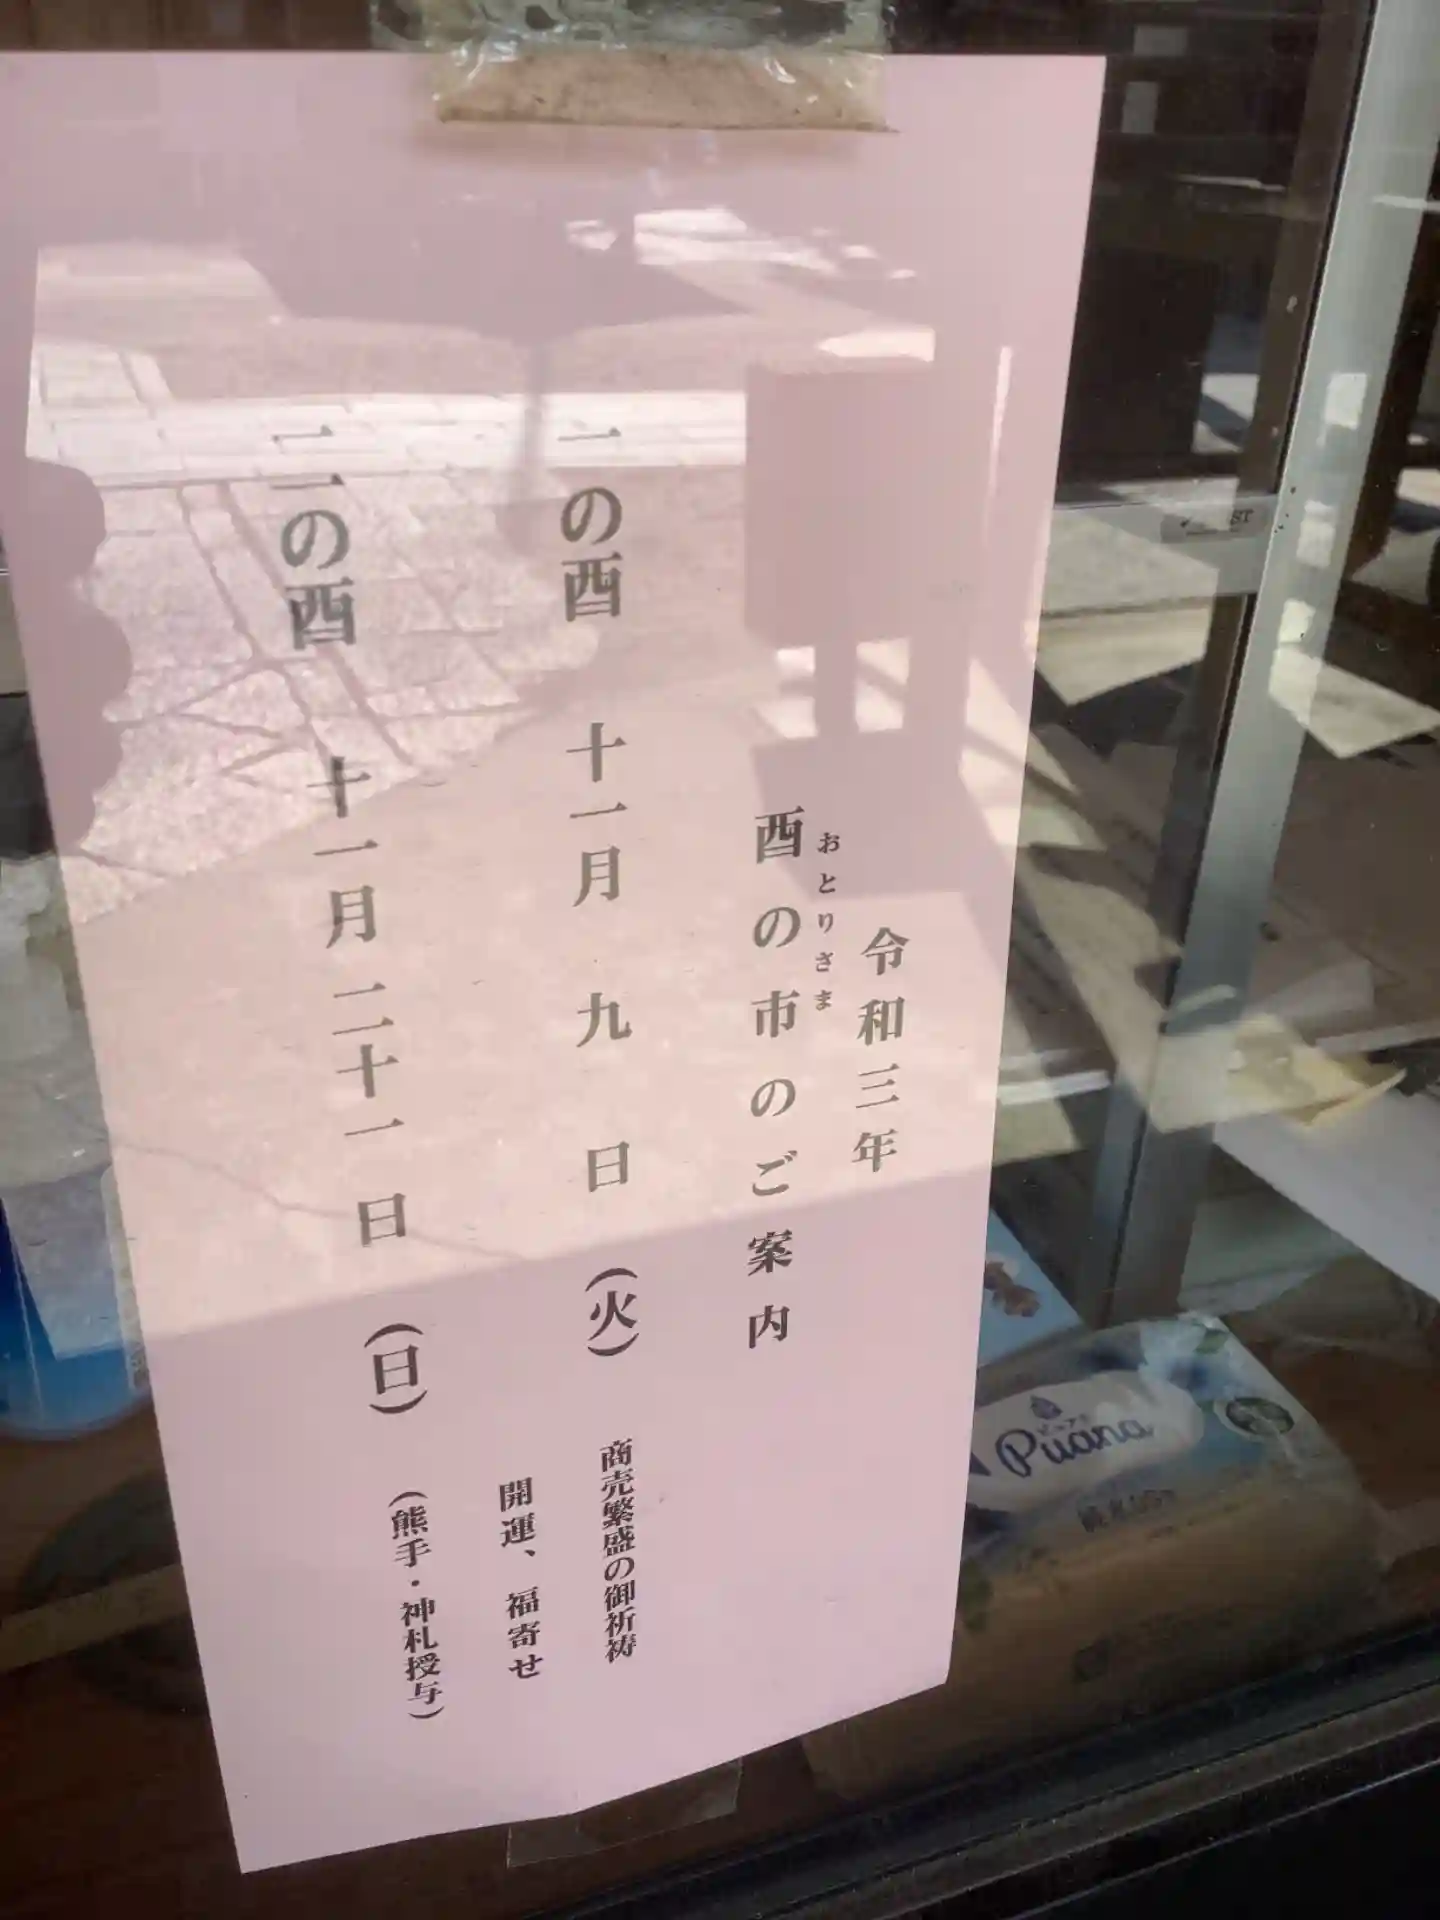 令和三年
おとりさま
酉の市のご案内
一の酉　十一月　九　日　(火)
二の酉　十一月二十一日　(日)
商売繁盛の御祈祷
開運、福寄せ
(熊手・神札授与)
Puana